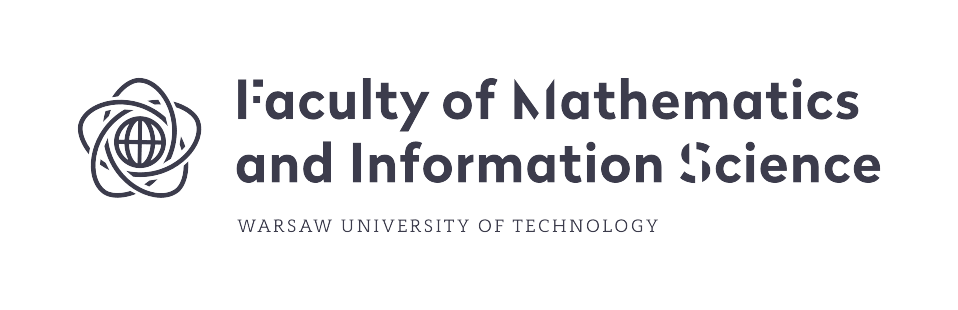 Faculty of Mathematics
and Information Science
WARSAW UNIVERSITY OF TECHNOLOGY